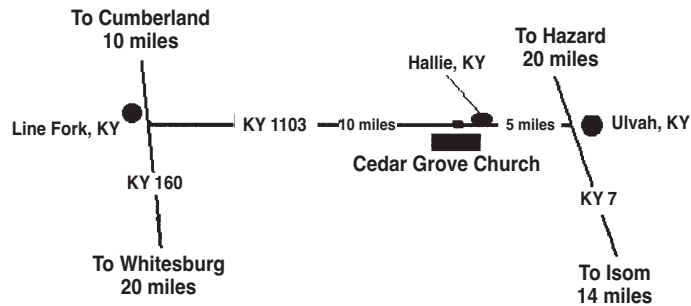 To Cumberland
10 miles
To Hazard
20 miles
Hallie, KY
Line Fork, KY
KY 1103
10 miles
5 miles
Ulvah, KY
Cedar Grove Church
KY 160
KY 7
To Whitesburg
20 miles
To Isom
14 miles